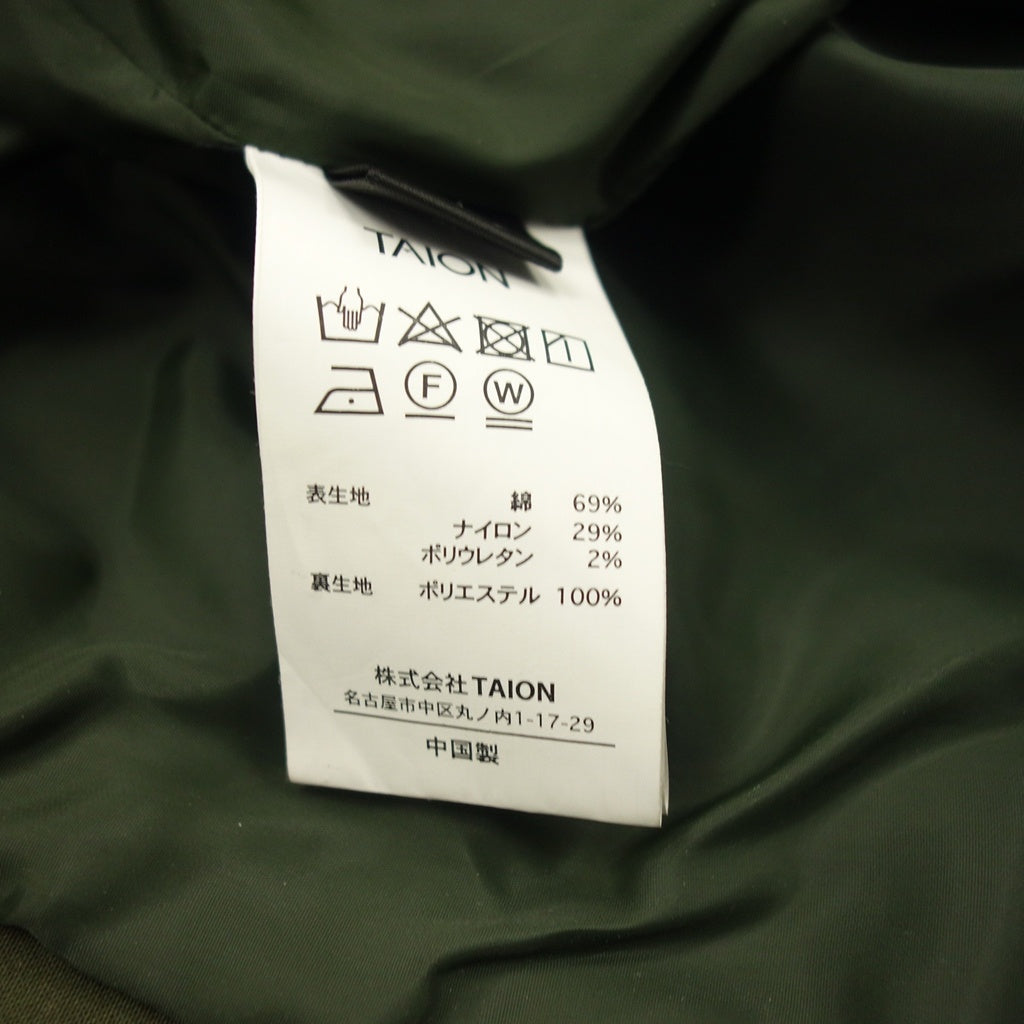 TAION
F W
表生地 綿 69%
ナイロン 29%
ポリウレタン 2%
裏生地 ポリエステル 100%
株式会社TAION
名古屋市中区丸ノ内1-17-29
中国製